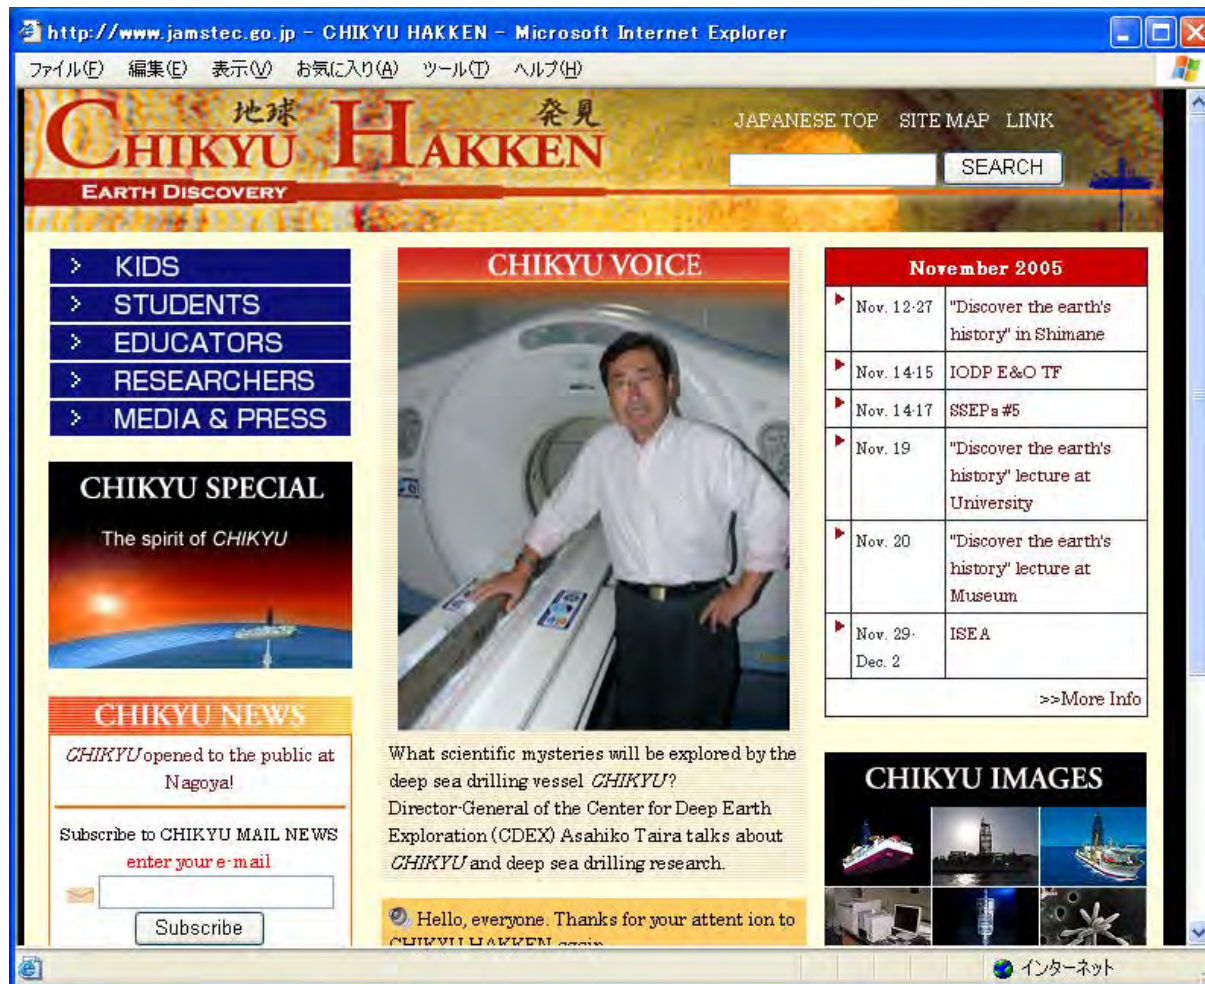 http://www.jamstec.go.jp - CHIKYU HAKKEN - Microsoft Internet Explorer
ファイル(F) 編集(E) 表示(V) お気に入り(A) ツール(T) ヘルプ(H)
地球 発見
CHIKYU HAKKEN
EARTH DISCOVERY
JAPANESE TOP SITE MAP LINK
SEARCH
> KIDS
> STUDENTS
> EDUCATORS
> RESEARCHERS
> MEDIA & PRESS
CHIKYU SPECIAL
The spirit of CHIKYU
CHIKYU NEWS
CHIKYU opened to the public at
Nagoya!
Subscribe to CHIKYU MAIL NEWS
enter your e-mail
Subscribe
CHIKYU VOICE
What scientific mysteries will be explored by the
deep sea drilling vessel CHIKYU?
Director-General of the Center for Deep Earth
Exploration (CDEX) Asahiko Taira talks about
CHIKYU and deep sea drilling research.
Hello, everyone. Thanks for your attent ion to
CHIKYU HAKKEN again
November 2005
Nov. 12-27 "Discover the earth's
history" in Shimane
Nov. 14-15 IODP E&O TF
Nov. 14-17 SSEPs #5
Nov. 19 "Discover the earth's
history" lecture at
University
Nov. 20 "Discover the earth's
history" lecture at
Museum
Nov. 29- ISEA
Dec. 2
>>More Info
CHIKYU IMAGES
インターネット